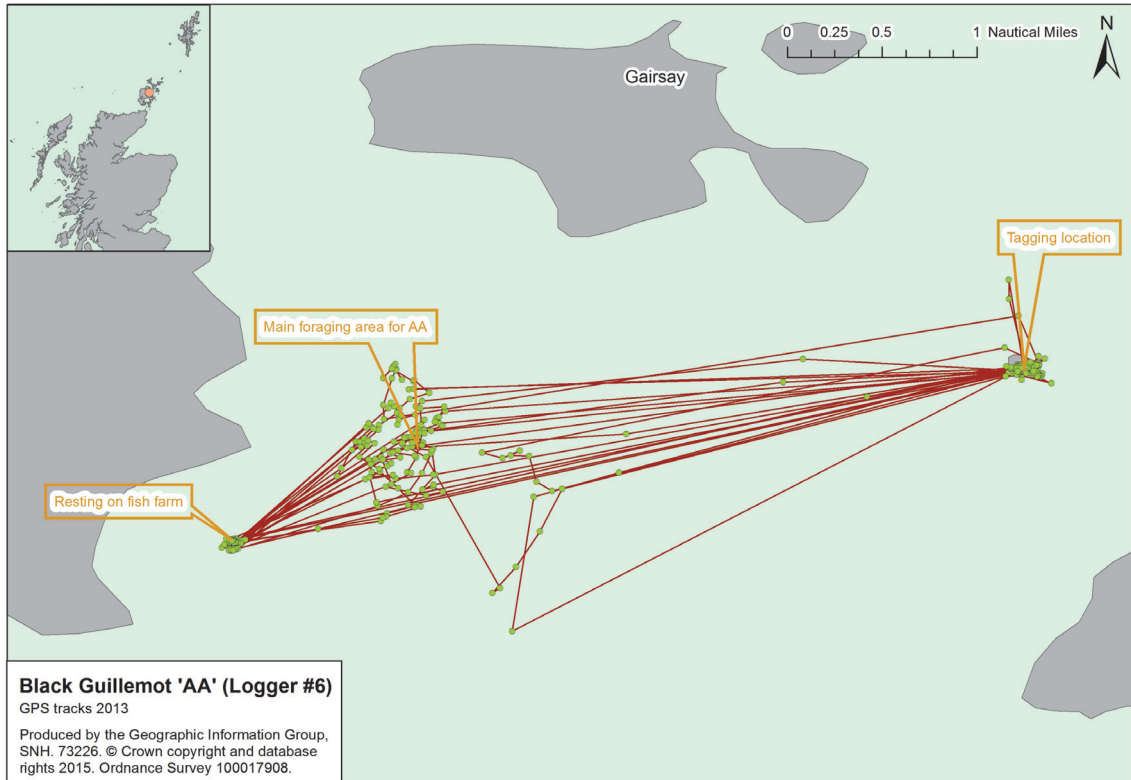 0 0.25 0.5 1 Nautical Miles
N
Gairsay
Tagging location
Main foraging area for AA
Resting on fish farm
Black Guillemot 'AA' (Logger #6)
GPS tracks 2013
Produced by the Geographic Information Group,
SNH. 73226. © Crown copyright and database
rights 2015. Ordnance Survey 100017908.